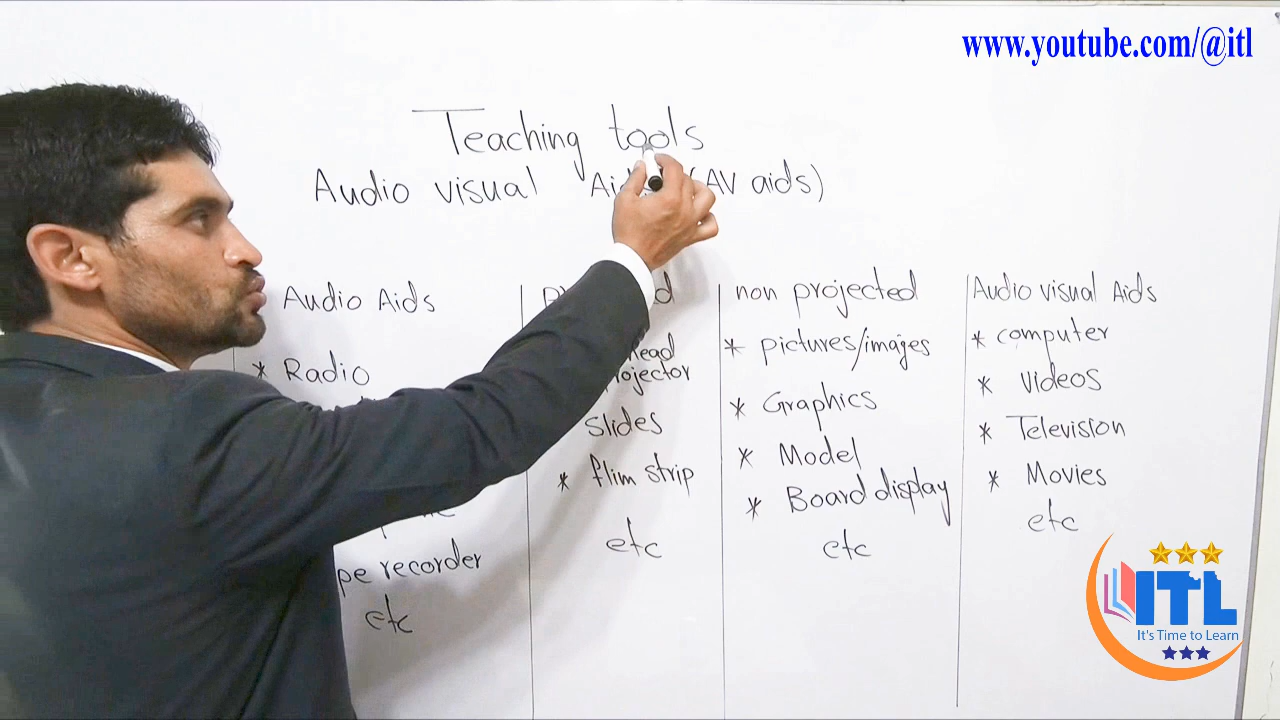 www.youtube.com/@itl
Teaching tools
Audio visual Aids (AV aids)
Audio Aids
* Radio
recorder
etc
projector
slides
* flim strip
etc
non projected
* pictures/images
* Graphics
* Model
* Board display
etc
Audio visual Aids
* computer
* Videos
* Television
* Movies
etc
ITL
It's Time to Learn